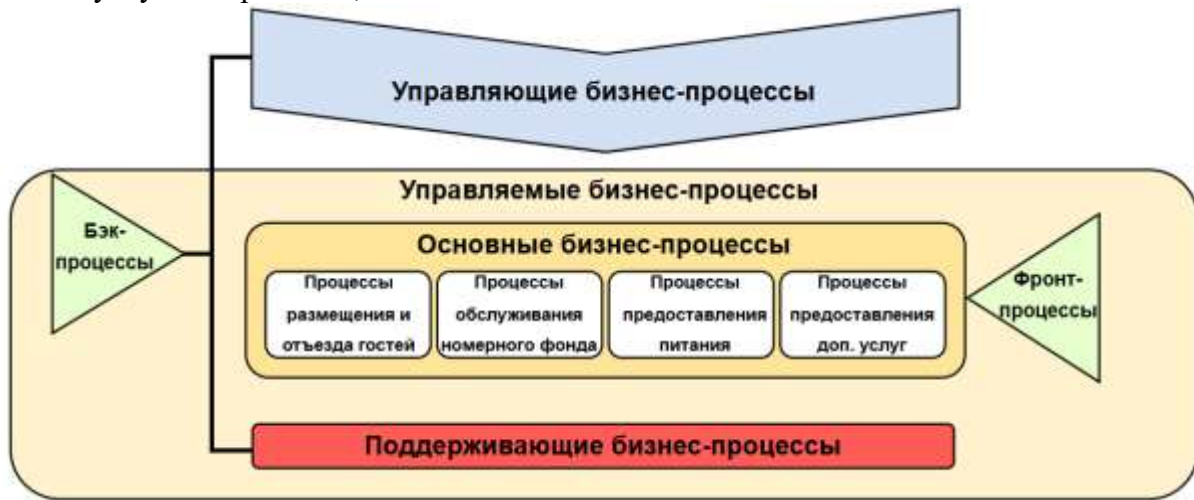 Управляющие бизнес-процессы
Управляемые бизнес-процессы
Бэк-
процессы
Основные бизнес-процессы
Процессы
размещения и
отъезда гостей
Процессы
обслуживания
номерного фонда
Процессы
предоставления
питания
Процессы
предоставления
доп. услуг
Фронт-
процессы
Поддерживающие бизнес-процессы